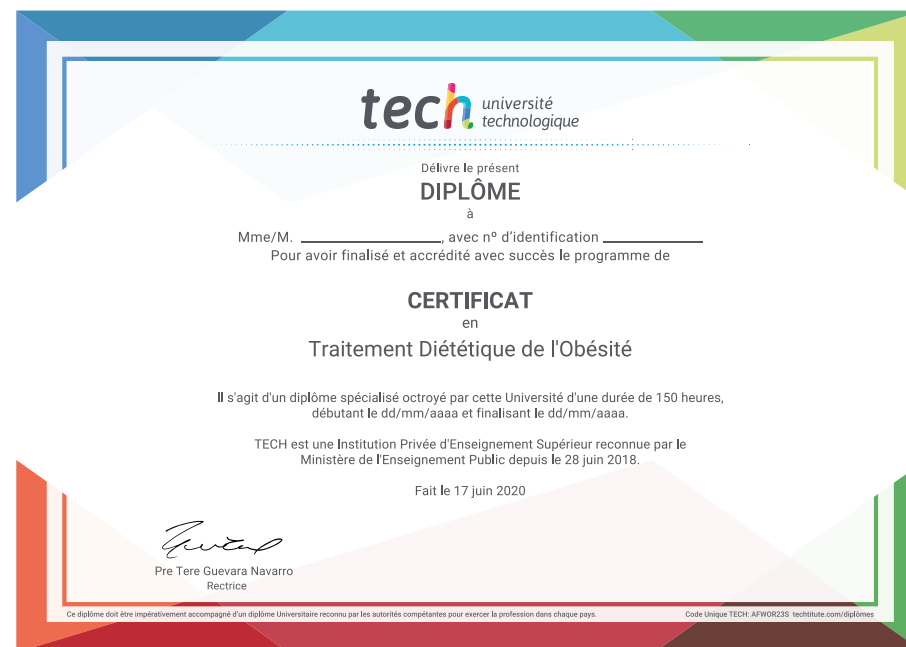 tech université
technologique
Délivre le présent
DIPLÔME
à
Mme/M. ____________________, avec nº d'identification ______________
Pour avoir finalisé et accrédité avec succès le programme de
CERTIFICAT
en
Traitement Diététique de l'Obésité
Il s'agit d'un diplôme spécialisé octroyé par cette Université d'une durée de 150 heures,
débutant le dd/mm/aaaa et finalisant le dd/mm/aaaa.
TECH est une Institution Privée d'Enseignement Supérieur reconnue par le
Ministère de l'Enseignement Public depuis le 28 juin 2018.
Fait le 17 juin 2020
Pre Tere Guevara Navarro
Rectrice
Ce diplôme doit être impérativement accompagné d'un diplôme Universitaire reconnu par les autorités compétantes pour exercer la profession dans chaque pays.
Code Unique TECH: AFWOR23S techtitute.com/diplômes